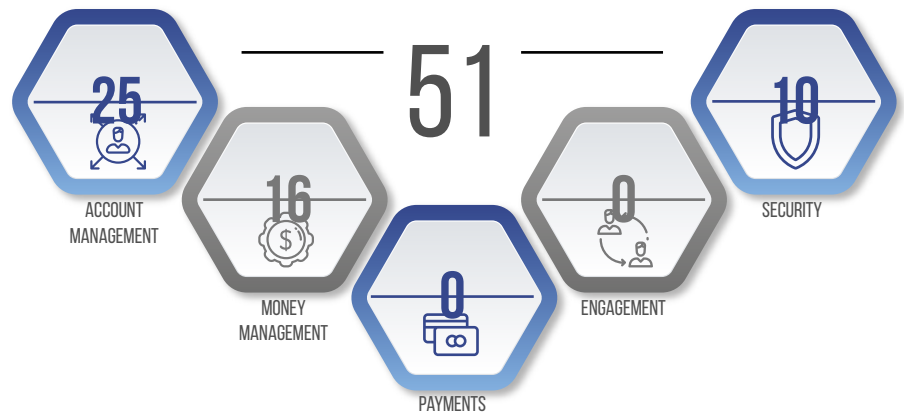 51
25
ACCOUNT
MANAGEMENT
16
$
MONEY
MANAGEMENT
0
PAYMENTS
0
ENGAGEMENT
10
SECURITY